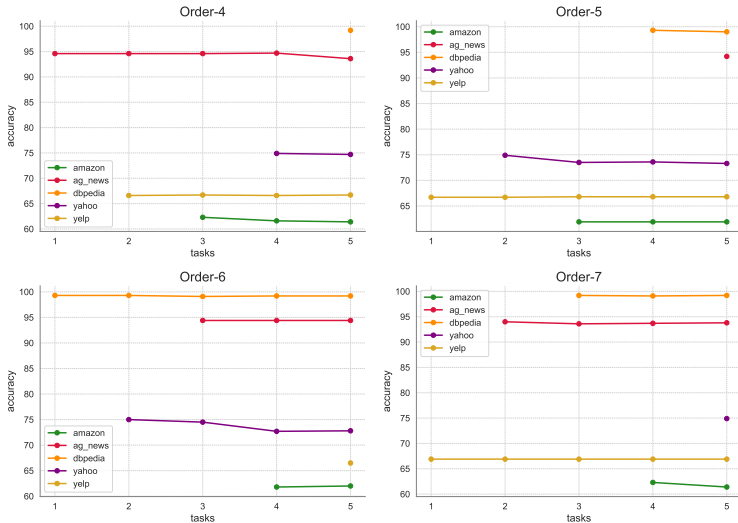 Order-4
accuracy
100
95
90
85
80
75
70
65
60
amazon
ag_news
dbpedia
yahoo
yelp
1 2 3 4 5
tasks
Order-5
accuracy
100
95
90
85
80
75
70
65
amazon
ag_news
dbpedia
yahoo
yelp
1 2 3 4 5
tasks
Order-6
accuracy
100
95
90
85
80
75
70
65
60
amazon
ag_news
dbpedia
yahoo
yelp
1 2 3 4 5
tasks
Order-7
accuracy
100
95
90
85
80
75
70
65
60
amazon
ag_news
dbpedia
yahoo
yelp
1 2 3 4 5
tasks